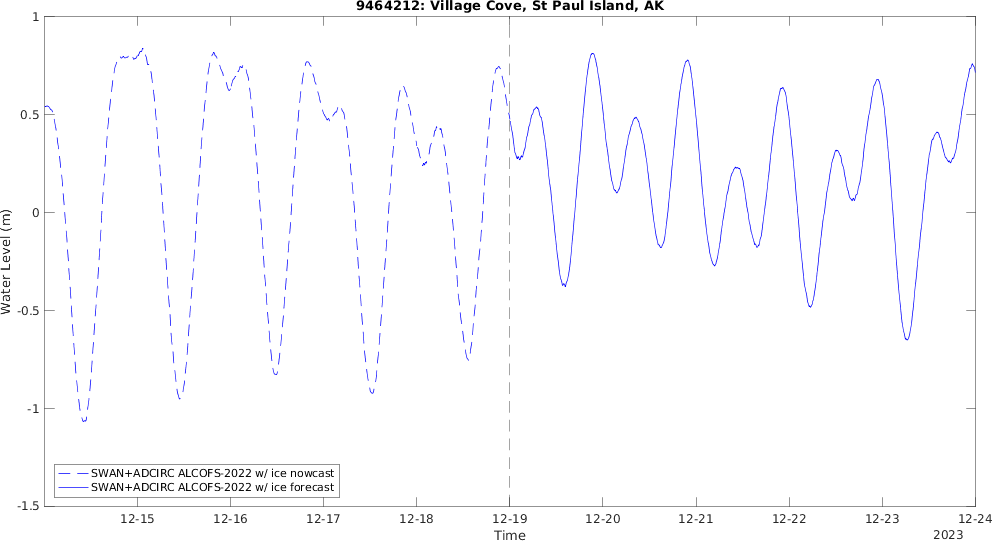 9464212: Village Cove, St Paul Island, AK
1
0.5
0
-0.5
-1
-1.5
Water Level (m)
SWAN+ADCIRC ALCOFS-2022 w/ ice nowcast
SWAN+ADCIRC ALCOFS-2022 w/ ice forecast
12-15 12-16 12-17 12-18 12-19 12-20 12-21 12-22 12-23 12-24
Time
2023